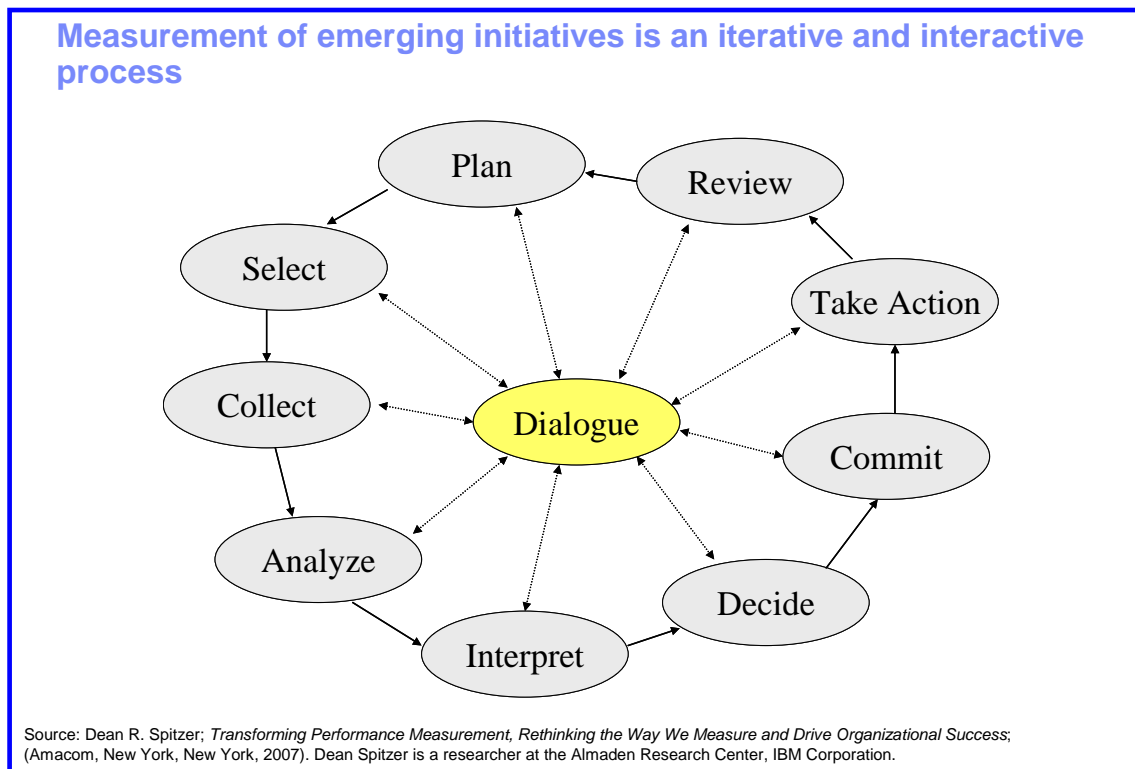 Measurement of emerging initiatives is an iterative and interactive
process
Plan
Review
Select
Take Action
Collect
Dialogue
Commit
Analyze
Decide
Interpret
Source: Dean R. Spitzer; Transforming Performance Measurement, Rethinking the Way We Measure and Drive Organizational Success;
(Amacom, New York, New York, 2007). Dean Spitzer is a researcher at the Almaden Research Center, IBM Corporation.